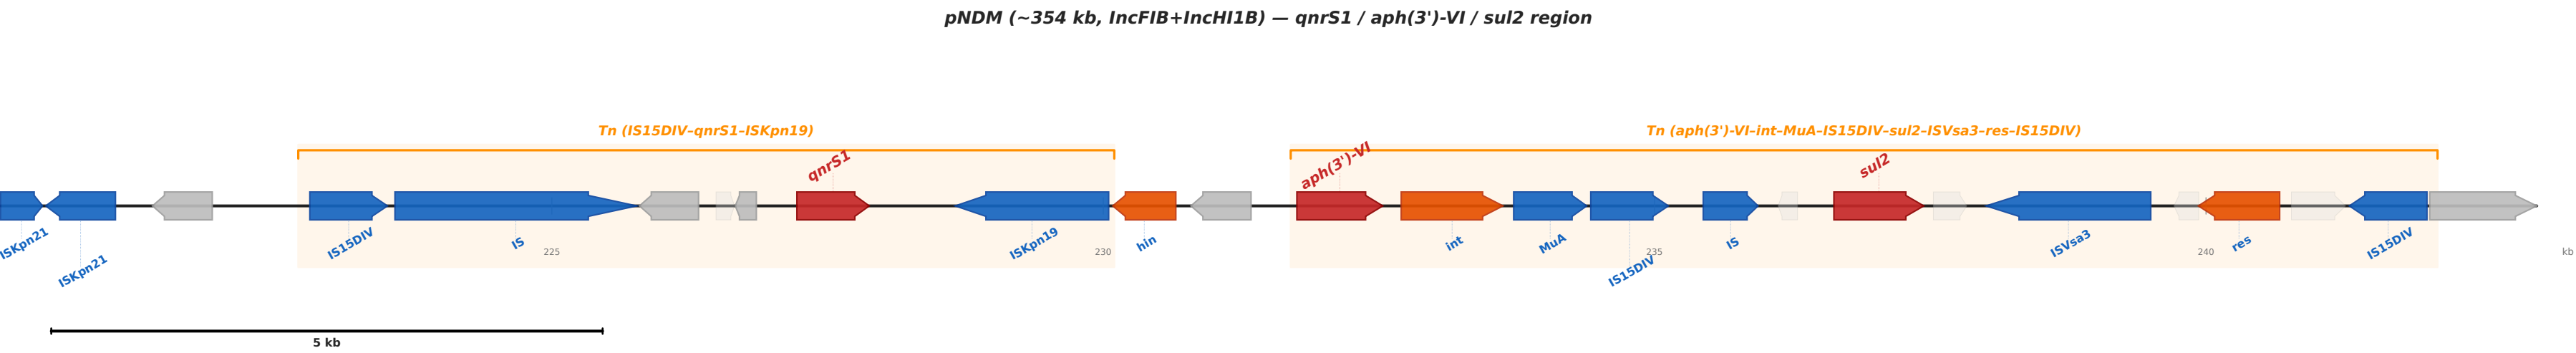 pNDM (~354 kb, IncFIB+IncHI1B) — qnrS1 / aph(3')-VI / sul2 region
Tn (IS15DIV–qnrS1–ISKpn19)
Tn (aph(3')-VI–int–MuA–IS15DIV–sul2–ISVsa3–res–IS15DIV)
qnrS1
aph(3')-VI
sul2
ISKpn21
ISKpn21
IS15DIV
IS
ISKpn19
hin
int
MuA
IS15DIV
IS
ISVsa3
res
IS15DIV
225
230
235
240
kb
5 kb